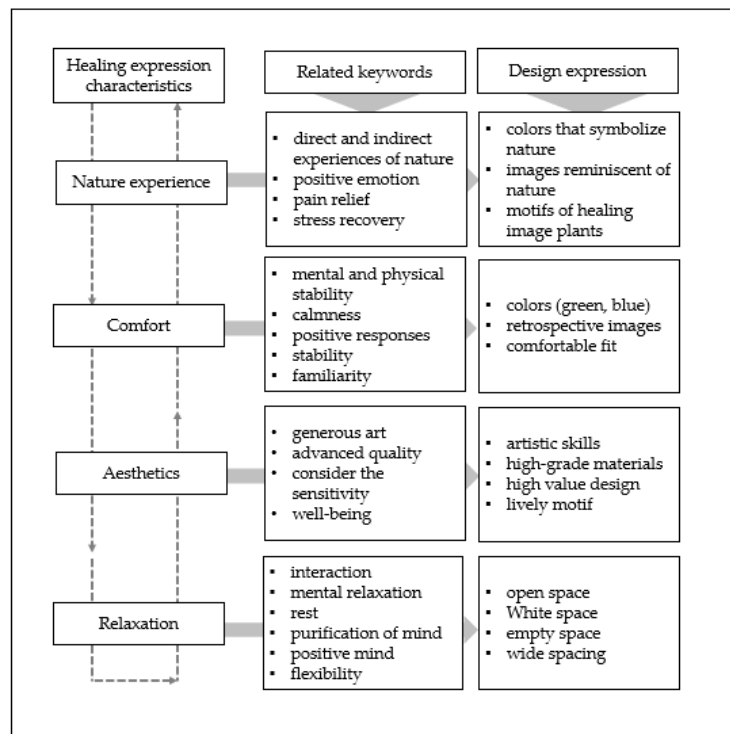 Healing expression
characteristics
Related keywords
Design expression
Nature experience
▪ direct and indirect
experiences of nature
▪ positive emotion
▪ pain relief
▪ stress recovery
▪ colors that symbolize
nature
▪ images reminiscent of
nature
▪ motifs of healing
image plants
Comfort
▪ mental and physical
stability
▪ calmness
▪ positive responses
▪ stability
▪ familiarity
▪ colors (green, blue)
▪ retrospective images
▪ comfortable fit
Aesthetics
• generous art
• advanced quality
• consider the
sensitivity
• well-being
▪ artistic skills
▪ high-grade materials
▪ high value design
▪ lively motif
Relaxation
▪ interaction
▪ mental relaxation
▪ rest
▪ purification of mind
▪ positive mind
▪ flexibility
▪ open space
▪ White space
▪ empty space
▪ wide spacing